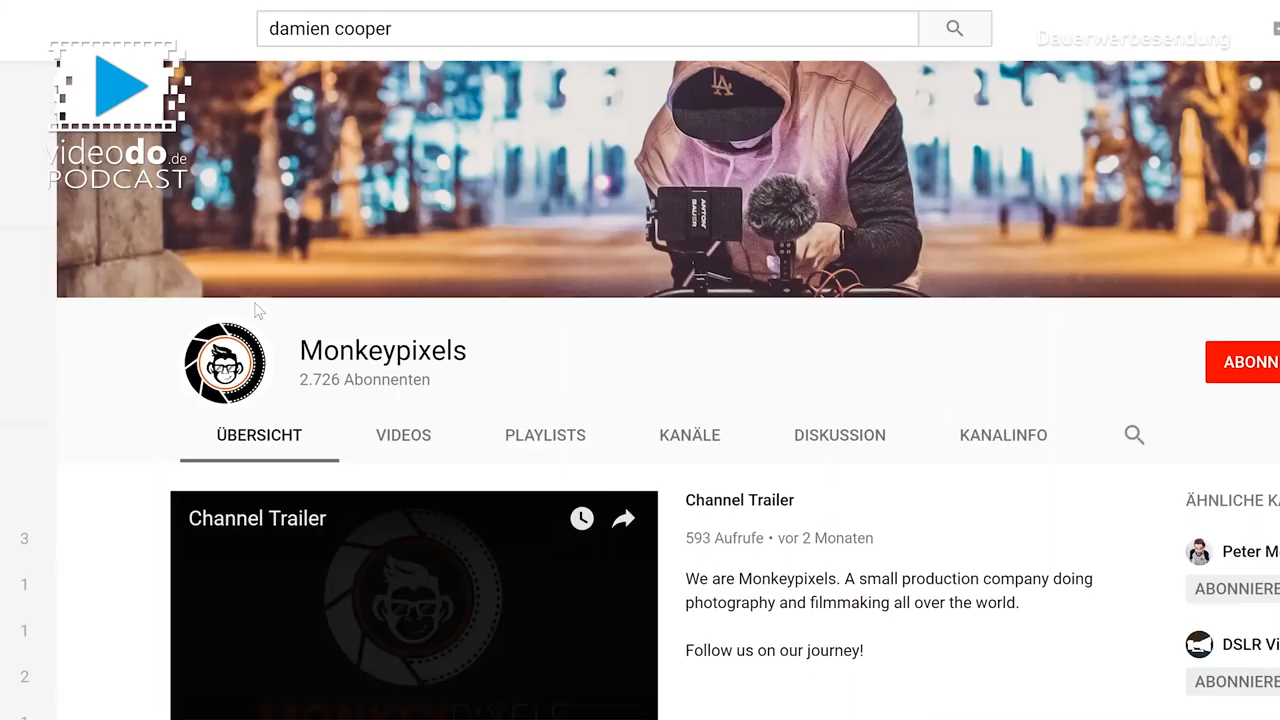 damien cooper
Dauerwerbesendung
videodo.de
PODCAST
LA
ANTON
BAUER
Monkeypixels
2.726 Abonnenten
ABONN
ÜBERSICHT
VIDEOS
PLAYLISTS
KANÄLE
DISKUSSION
KANALINFO
Channel Trailer
MONKEYPIXELS
Channel Trailer
593 Aufrufe • vor 2 Monaten
We are Monkeypixels. A small production company doing
photography and filmmaking all over the world.
Follow us on our journey!
ÄHNLICHE KA
Peter M
ABONNIERE
DSLR Vi
ABONNIERE
3
1
1
2